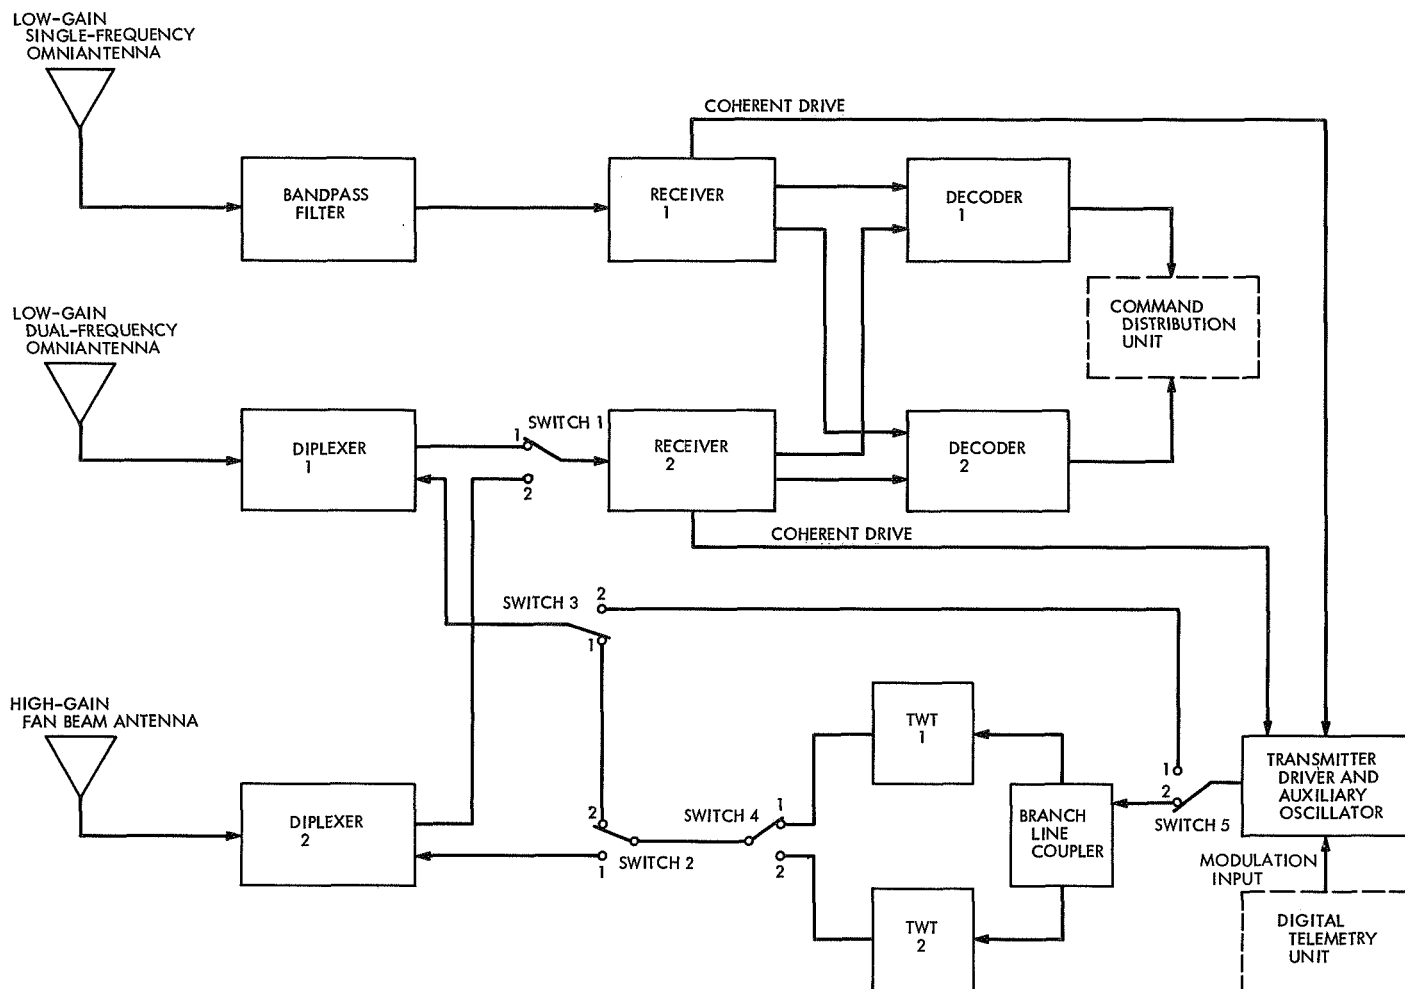 LOW-GAIN
SINGLE-FREQUENCY
OMNIANTENNA
COHERENT DRIVE
BANDPASS
FILTER
RECEIVER
1
DECODER
1
COMMAND
DISTRIBUTION
UNIT
LOW-GAIN
DUAL-FREQUENCY
OMNIANTENNA
DIPLEXER
1
SWITCH 1
1
2
RECEIVER
2
DECODER
2
COHERENT DRIVE
SWITCH 3
2
1
HIGH-GAIN
FAN BEAM ANTENNA
DIPLEXER
2
2
1
SWITCH 2
SWITCH 4
1
2
TWT
1
TWT
2
BRANCH
LINE
COUPLER
1
2
SWITCH 5
TRANSMITTER
DRIVER AND
AUXILIARY
OSCILLATOR
MODULATION
INPUT
DIGITAL
TELEMETRY
UNIT